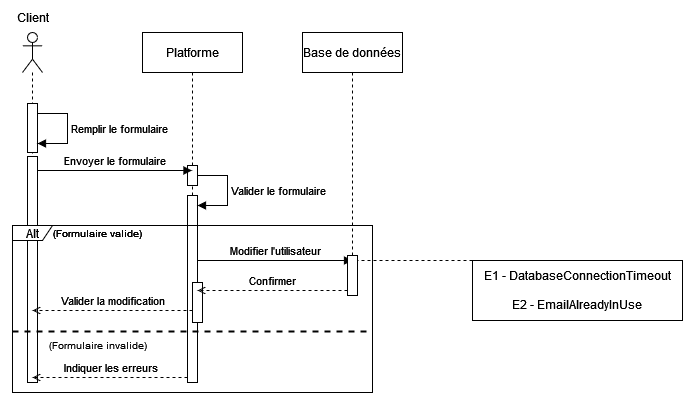 Client
Platforme
Base de données
Remplir le formulaire
Envoyer le formulaire
Valider le formulaire
Alt
(Formulaire valide)
Modifier l'utilisateur
E1 - DatabaseConnectionTimeout
Confirmer
Valider la modification
E2 - EmailAlreadyInUse
(Formulaire invalide)
Indiquer les erreurs